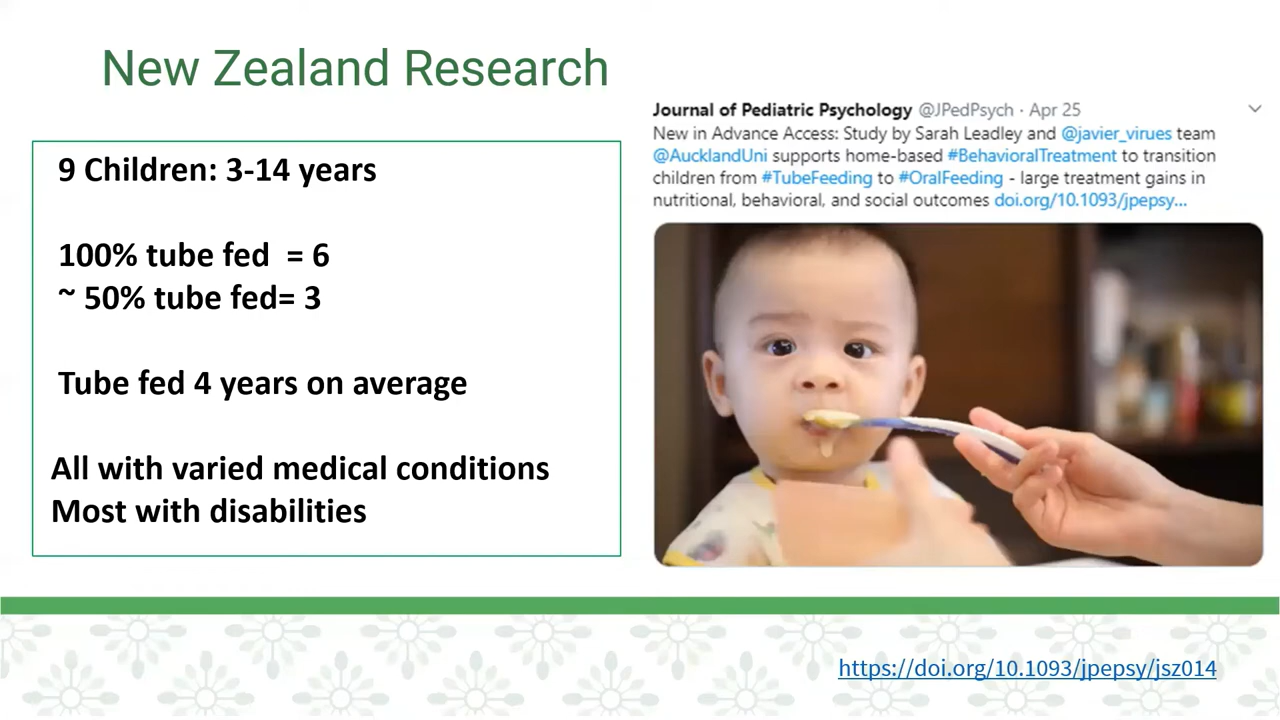 New Zealand Research
9 Children: 3-14 years
100% tube fed  = 6
~ 50% tube fed= 3
Tube fed 4 years on average
All with varied medical conditions
Most with disabilities
Journal of Pediatric Psychology @JPedPsych · Apr 25
New in Advance Access: Study by Sarah Leadley and @javier_virues team
@AucklandUni supports home-based #BehavioralTreatment to transition
children from #TubeFeeding to #OralFeeding - large treatment gains in
nutritional, behavioral, and social outcomes doi.org/10.1093/jpepsy...
https://doi.org/10.1093/jpepsy/jsz014